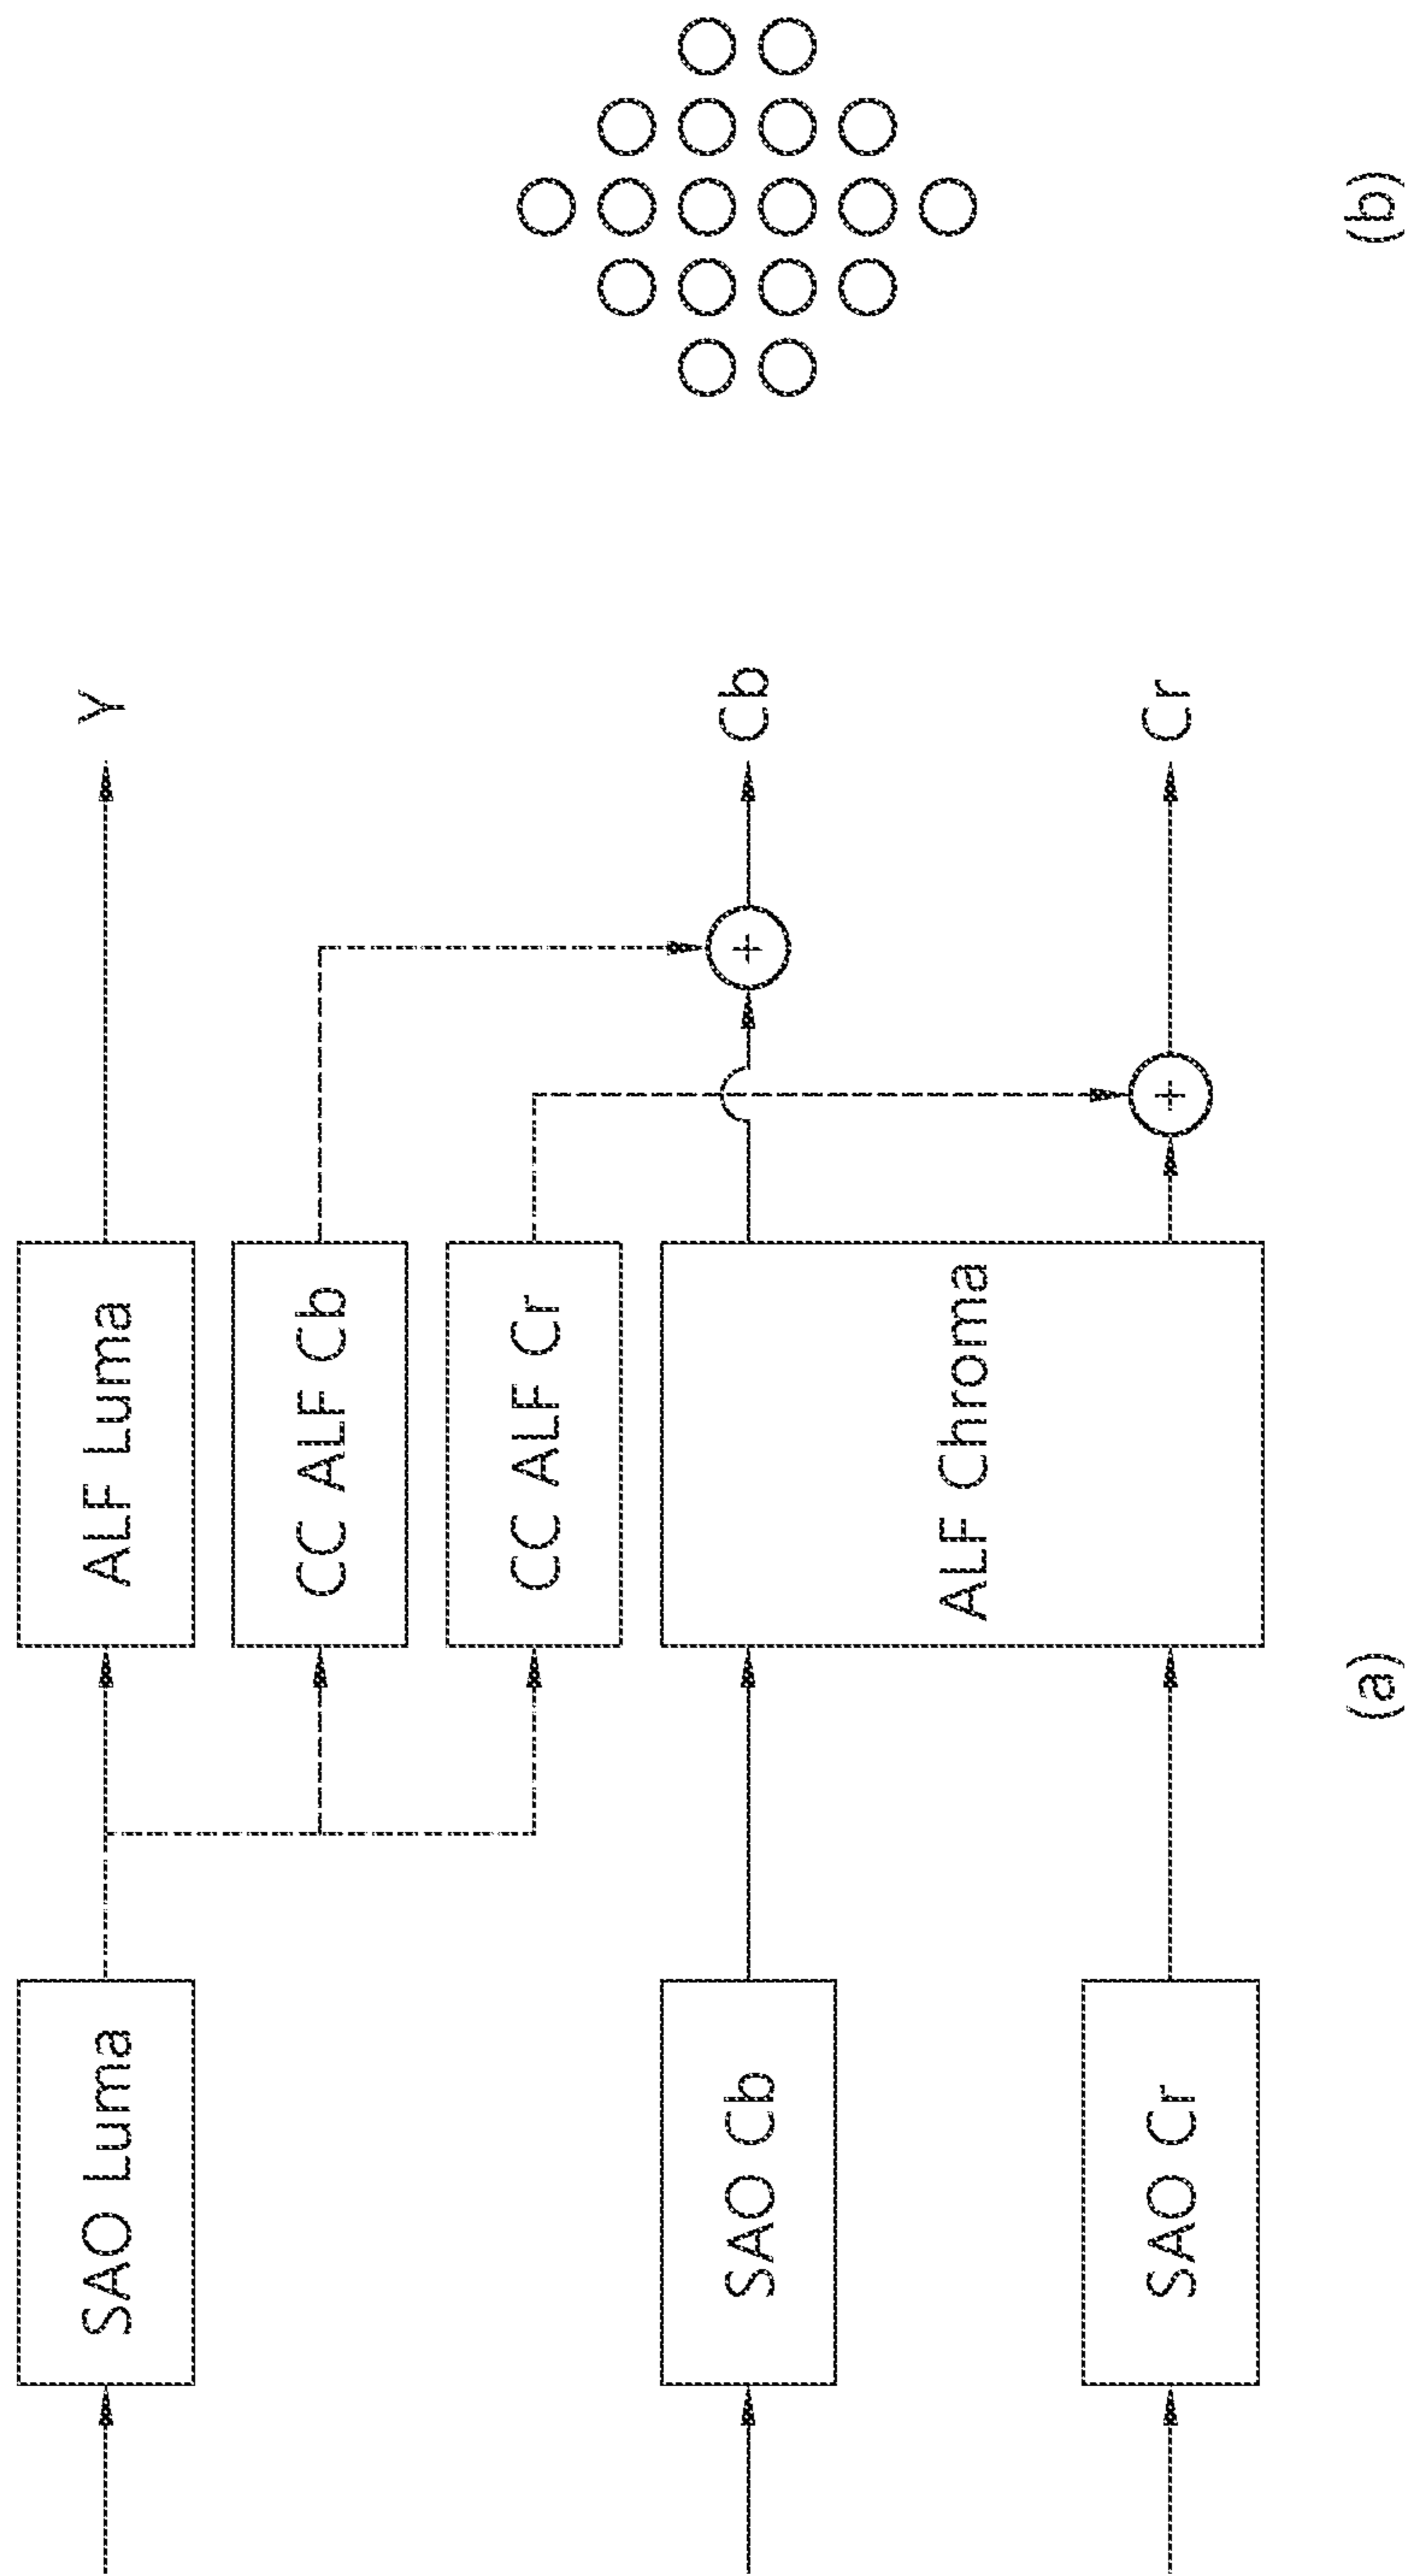 SAO Luma
ALF Luma
Y
CC ALF Cb
CC ALF Cr
SAO Cb
ALF Chroma
+
Cb
SAO Cr
+
Cr
(a)
(b)